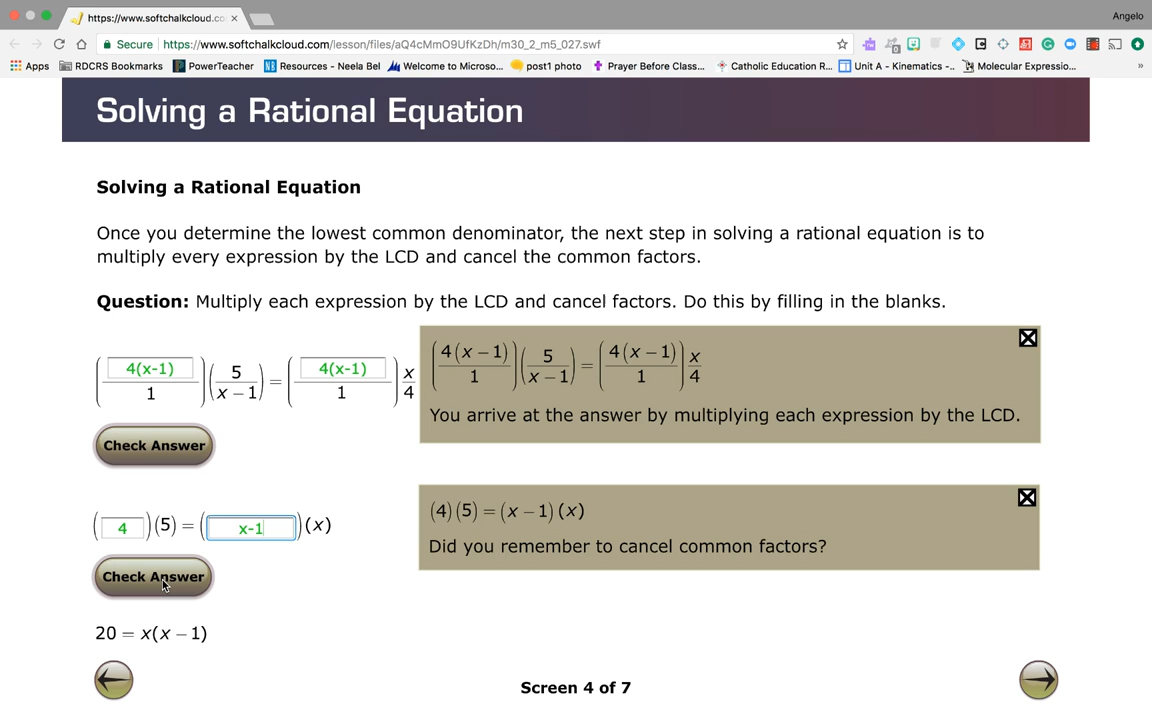 https://www.softchalkcloud.co ×
Angelo
Secure https://www.softchalkcloud.com/lesson/files/aQ4cMmO9UfKzDh/m30_2_m5_027.swf
Apps RDCRS Bookmarks PowerTeacher Resources - Neela Bel Welcome to Microso... post1 photo Prayer Before Class... Catholic Education R... Unit A - Kinematics -.. Molecular Expressio... »
Solving a Rational Equation
Solving a Rational Equation
Once you determine the lowest common denominator, the next step in solving a rational equation is to
multiply every expression by the LCD and cancel the common factors.
Question: Multiply each expression by the LCD and cancel factors. Do this by filling in the blanks.
(4(x-1)/1)(5/(x − 1)) = (4(x-1)/1) x/4
(4(x − 1)/1)(5/(x − 1)) = (4(x − 1)/1) x/4
You arrive at the answer by multiplying each expression by the LCD.
Check Answer
(4)(5) = (x-1)(x)
(4)(5) = (x − 1)(x)
Did you remember to cancel common factors?
Check Answer
20 = x(x − 1)
Screen 4 of 7